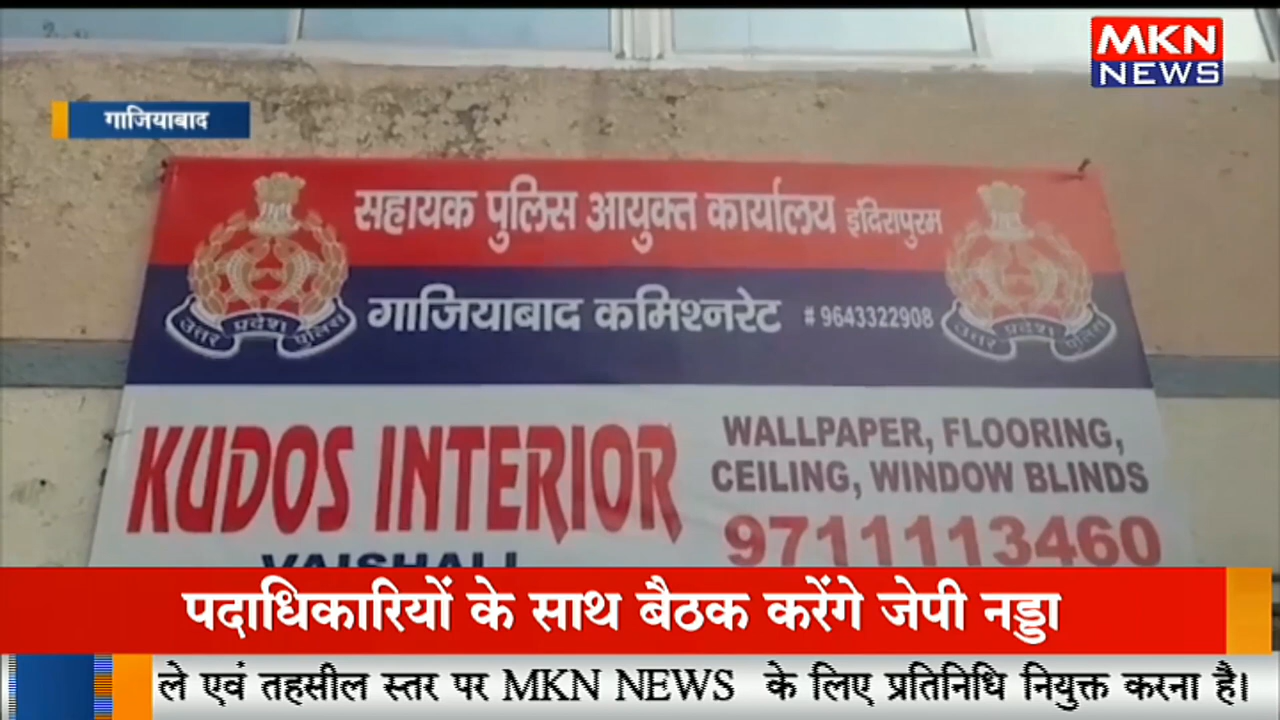 MKN
NEWS
गाजियाबाद
सहायक पुलिस आयुक्त कार्यालय इंदिरापुरम
गाजियाबाद कमिश्नरेट # 9643322908
उत्तर प्रदेश पुलिस
उत्तर प्रदेश पुलिस
KUDOS INTERIOR
WALLPAPER, FLOORING,
CEILING, WINDOW BLINDS
9711113460
VAISHALI
पदाधिकारियों के साथ बैठक करेंगे जेपी नड्डा
ले एवं तहसील स्तर पर MKN NEWS के लिए प्रतिनिधि नियुक्त करना है।